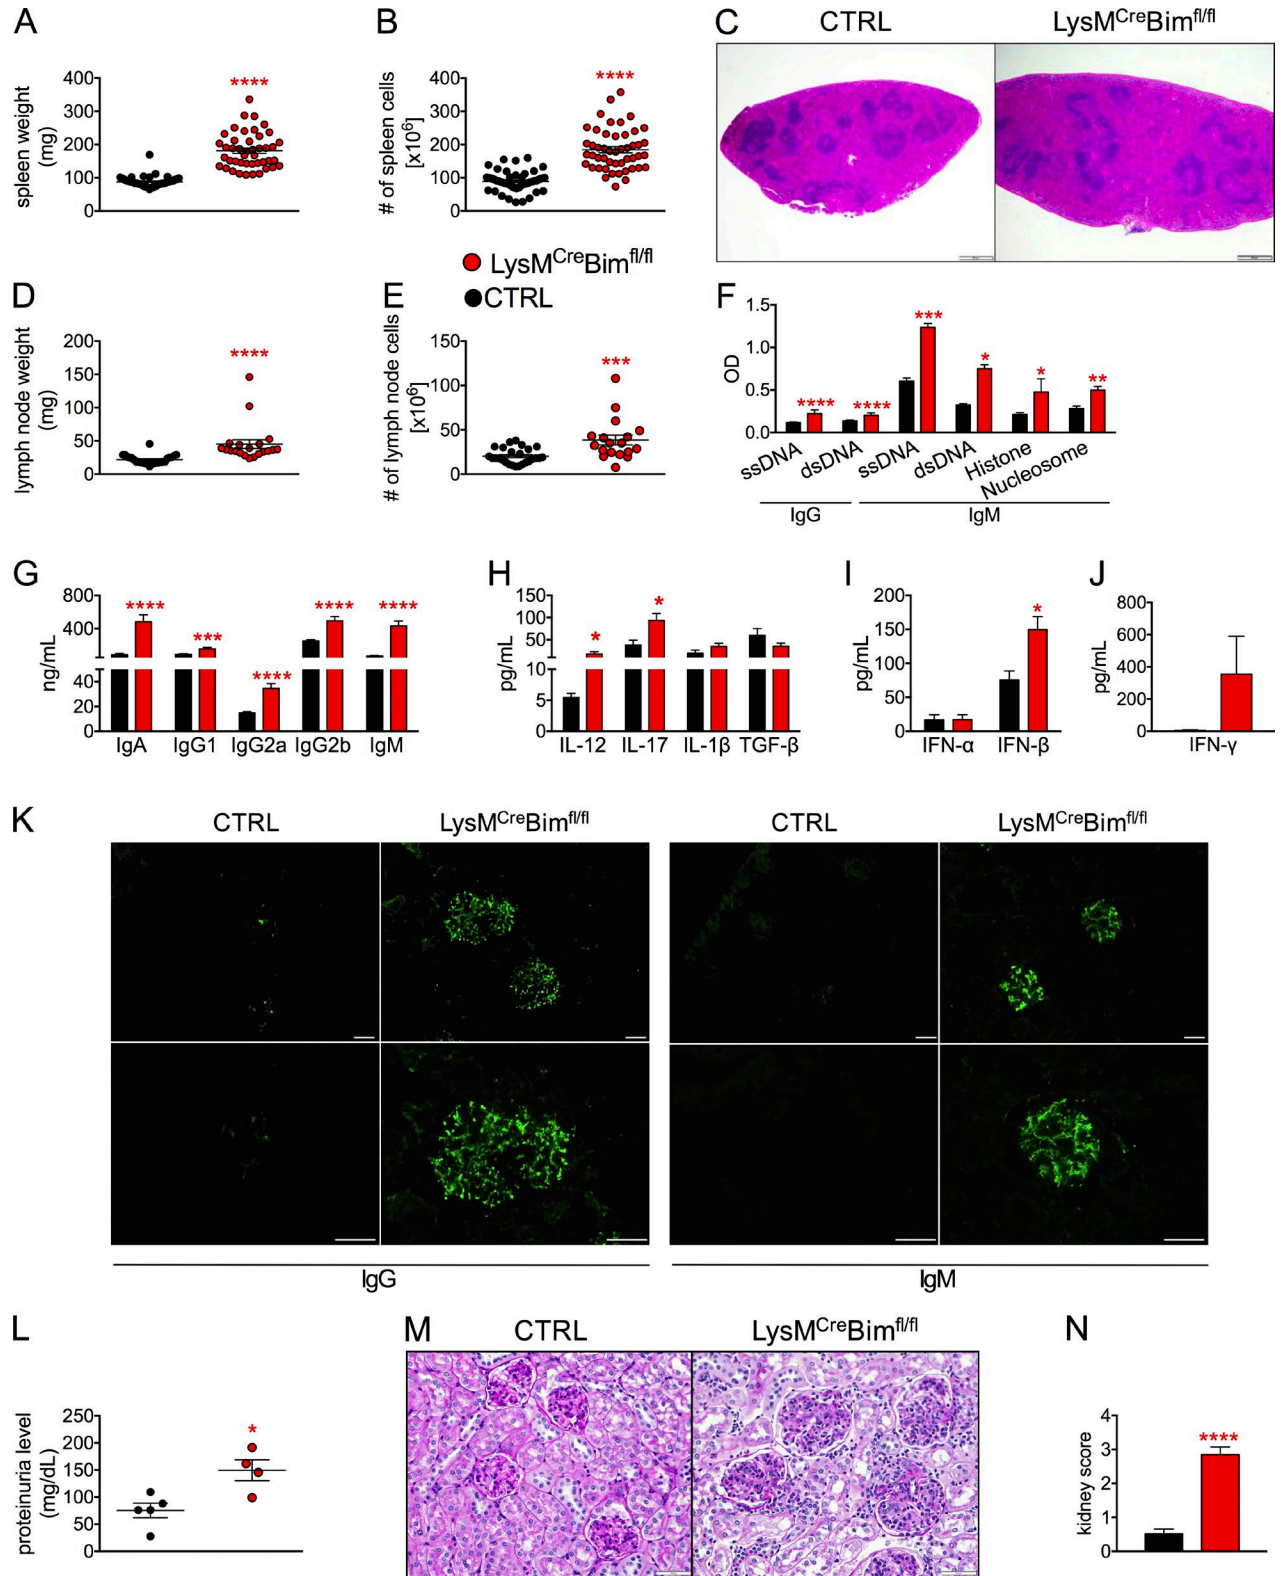 A
spleen weight
(mg)
400
300
200
100
0
****
B
# of spleen cells
[x10⁶]
400
300
200
100
0
****
C
CTRL
LysMᶜʳᵉBimᶠˡ/ᶠˡ
LysMᶜʳᵉBimᶠˡ/ᶠˡ
CTRL
D
lymph node weight
(mg)
200
150
100
50
0
****
E
# of lymph node cells
[x10⁶]
150
100
50
0
***
F
OD
1.5
1.0
0.5
0.0
**** **** *** * * **
ssDNA dsDNA ssDNA dsDNA Histone Nucleosome
IgG IgM
G
ng/mL
800
400
40
20
0
**** *** **** **** ****
IgA IgG1 IgG2a IgG2b IgM
H
pg/mL
150
100
50
10
5
0
* *
IL-12 IL-17 IL-1β TGF-β
I
pg/mL
200
150
100
50
0
*
IFN-α IFN-β
J
pg/mL
800
600
400
200
0
IFN-γ
K
CTRL LysMᶜʳᵉBimᶠˡ/ᶠˡ CTRL LysMᶜʳᵉBimᶠˡ/ᶠˡ
IgG IgM
L
proteinuria level
(mg/dL)
250
200
150
100
50
0
*
M
CTRL LysMᶜʳᵉBimᶠˡ/ᶠˡ
N
kidney score
4
3
2
1
0
****